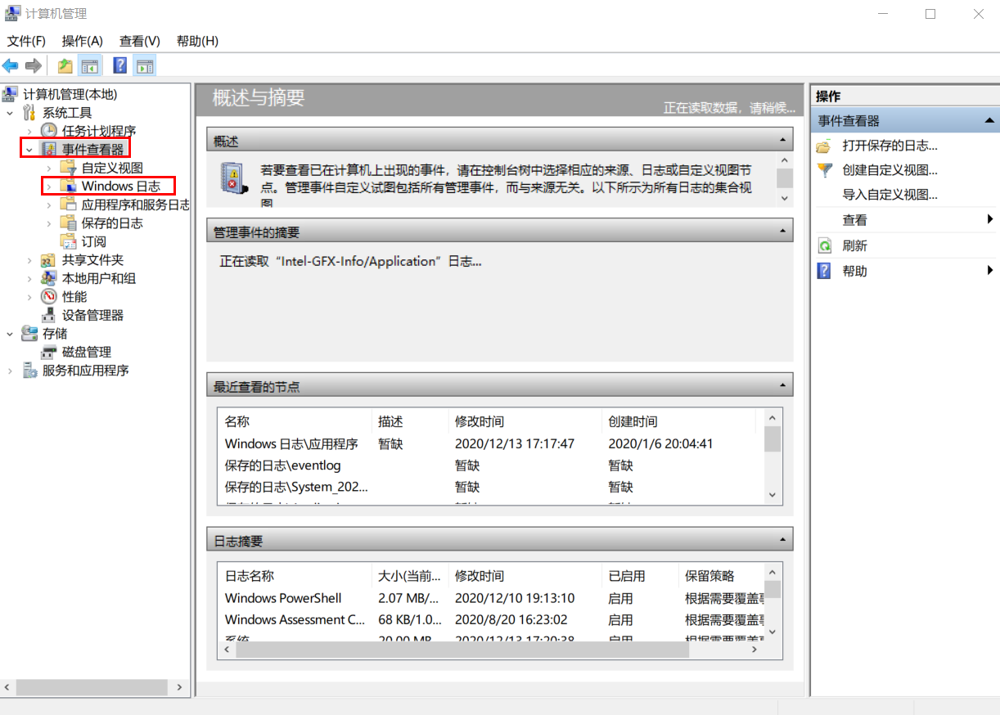 计算机管理
文件(F) 操作(A) 查看(V) 帮助(H)
计算机管理(本地)
系统工具
任务计划程序
事件查看器
自定义视图
Windows 日志
应用程序和服务日志
保存的日志
订阅
共享文件夹
本地用户和组
性能
设备管理器
存储
磁盘管理
服务和应用程序
概述与摘要
正在读取数据，请稍候...
概述
若要查看已在计算机上出现的事件，请在控制台树中选择相应的来源、日志或自定义视图节
点。管理事件自定义试图包括所有管理事件，而与来源无关。以下所示为所有日志的集合视
图
管理事件的摘要
正在读取“Intel-GFX-Info/Application”日志...
最近查看的节点
名称 描述 修改时间 创建时间
Windows 日志\应用程序 暂缺 2020/12/13 17:17:47 2020/1/6 20:04:41
保存的日志\eventlog 暂缺 暂缺
保存的日志\System_202... 暂缺 暂缺
日志摘要
日志名称 大小(当前... 修改时间 已启用 保留策略
Windows PowerShell 2.07 MB/... 2020/12/10 19:13:10 启用 根据需要覆盖事
Windows Assessment C... 68 KB/1.0... 2020/8/20 16:23:02 启用 根据需要覆盖事
系统 20.00 MB 2020/12/13 17:20:38 启用 根据需要覆盖事
操作
事件查看器
打开保存的日志...
创建自定义视图...
导入自定义视图...
查看
刷新
帮助